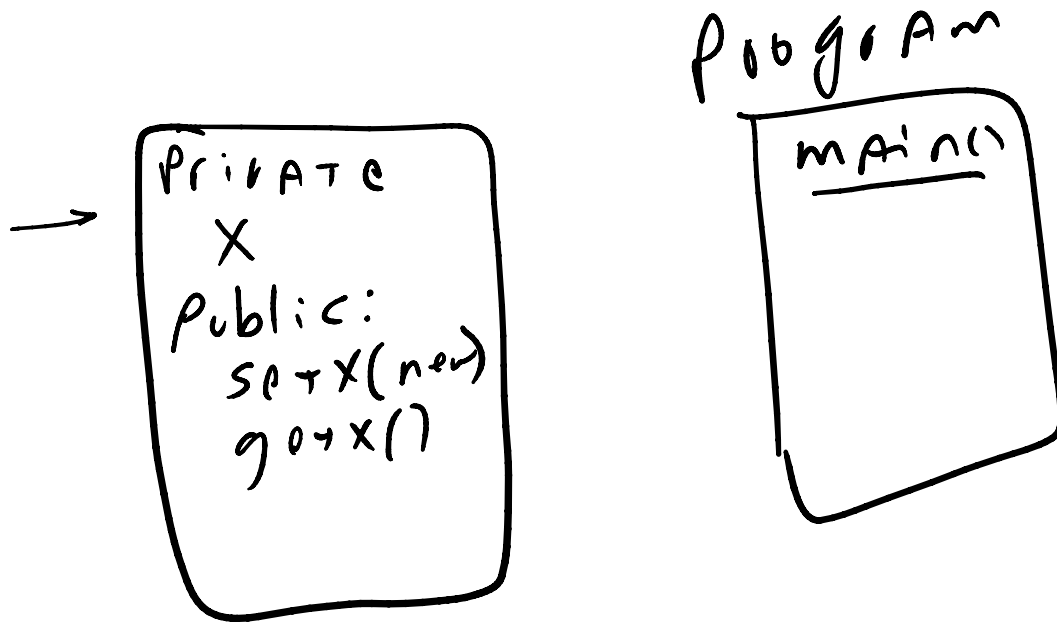 Private
X
Public:
setX(new)
getX()
Program
mAin()